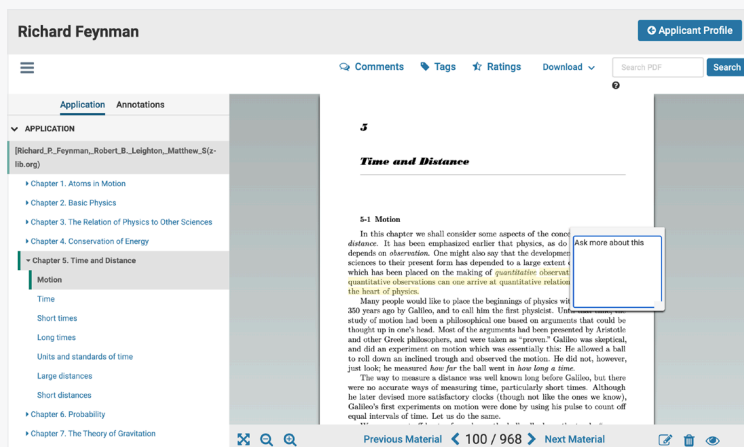 Richard Feynman
Applicant Profile
Comments Tags Ratings Download Search PDF Search
Application Annotations
APPLICATION
[Richard_P._Feynman,_Robert_B._Leighton,_Matthew_S(z-
lib.org)
Chapter 1. Atoms in Motion
Chapter 2. Basic Physics
Chapter 3. The Relation of Physics to Other Sciences
Chapter 4. Conservation of Energy
Chapter 5. Time and Distance
Motion
Time
Short times
Long times
Units and standards of time
Large distances
Short distances
Chapter 6. Probability
Chapter 7. The Theory of Gravitation
5
Time and Distance
5-1 Motion
In this chapter we shall consider some aspects of the
distance. It has been emphasized earlier that physics, as do
depends on observation. One might also say that the
sciences to their present form has depended to a large extent
which has been placed on the making of quantitative
quantitative observations can one arrive at quantitative
the heart of physics.
Ask more about this
Many people would like to place the beginnings of physics
350 years ago by Galileo, and to call him the first physicist.
study of motion had been a philosophical one based on arguments that could be
thought up in one's head. Most of the arguments had been presented by Aristotle
and other Greek philosophers, and were taken as "proven." Galileo was skeptical,
and did an experiment on motion which was essentially this: He allowed a ball
to roll down an inclined trough and observed the motion. He did not, however,
just look; he measured how far the ball went in how long a time.
The way to measure a distance was well known long before Galileo, but there
were no accurate ways of measuring time, particularly short times. Although
he later devised more satisfactory clocks (though not like the ones we know),
Galileo's first experiments on motion were done by using his pulse to count off
equal intervals of time. Let us do the same.
Previous Material 100 / 968 Next Material